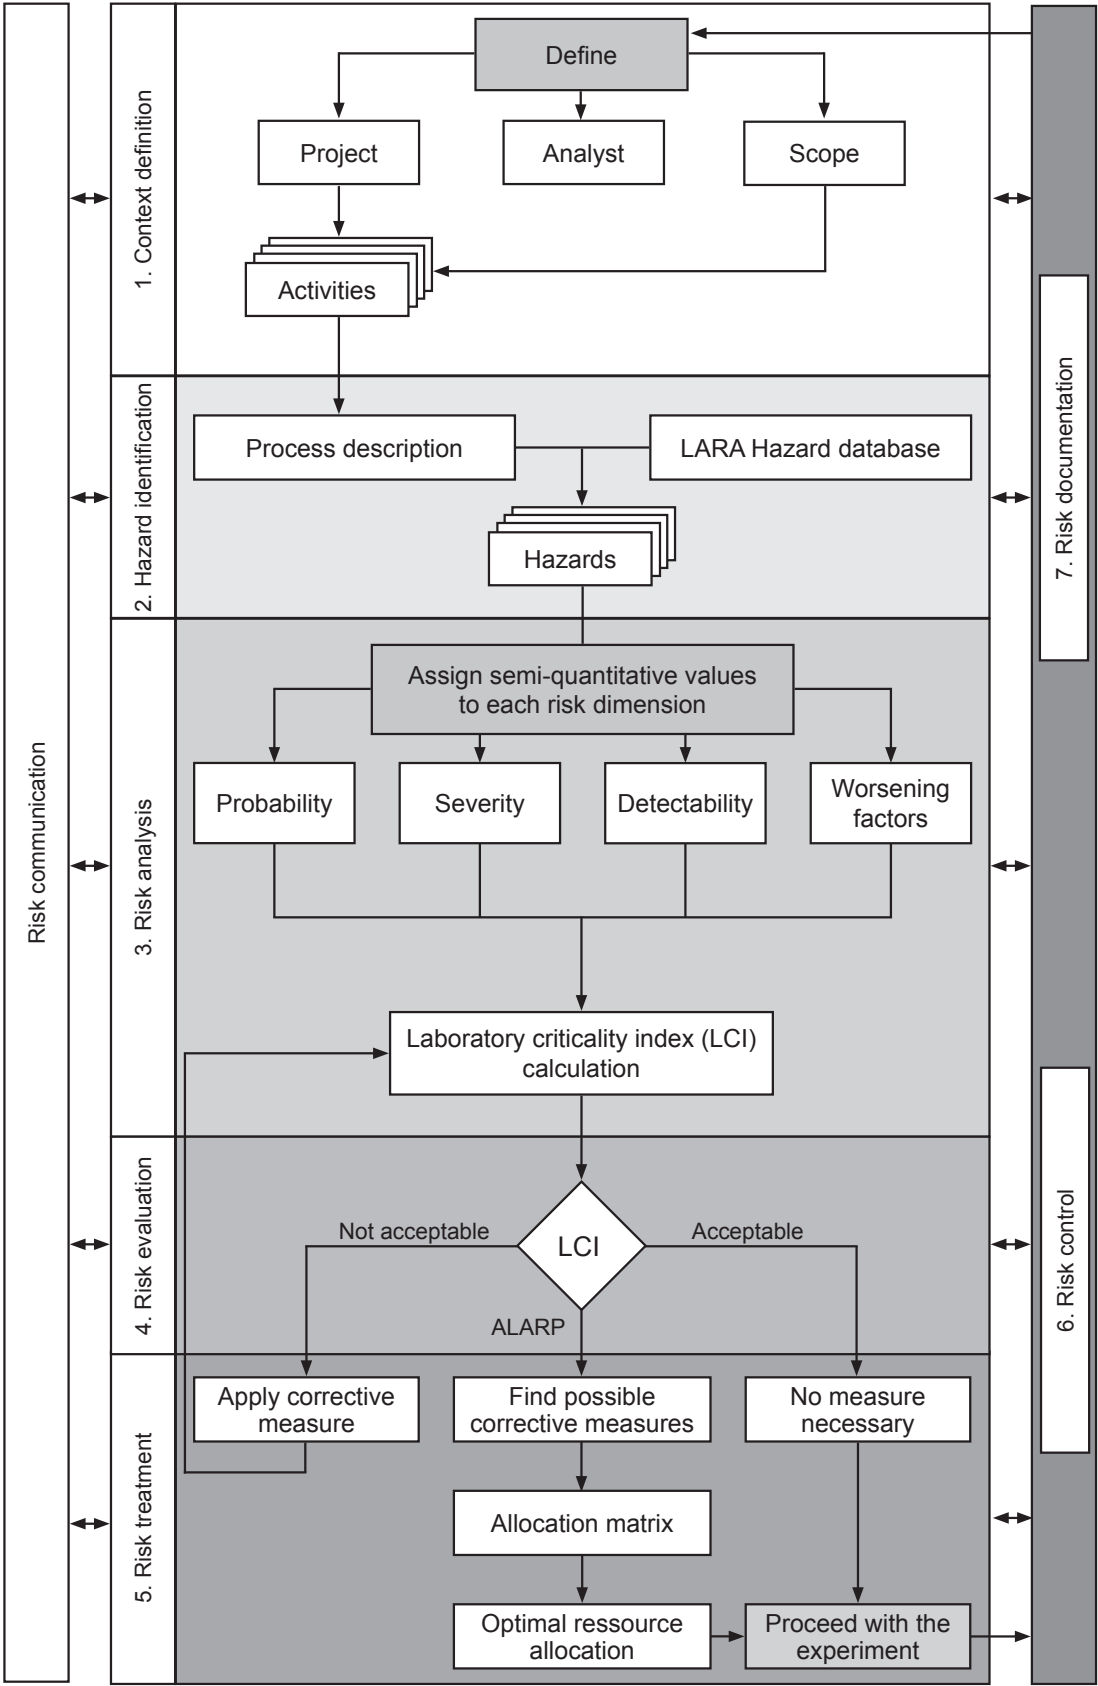 Risk communication
1. Context definition
Define
Project
Analyst
Scope
Activities
2. Hazard identification
Process description
LARA Hazard database
Hazards
3. Risk analysis
Assign semi-quantitative values
to each risk dimension
Probability
Severity
Detectability
Worsening
factors
Laboratory criticality index (LCI)
calculation
4. Risk evaluation
Not acceptable
LCI
Acceptable
ALARP
5. Risk treatment
Apply corrective
measure
Find possible
corrective measures
No measure
necessary
Allocation matrix
Optimal ressource
allocation
Proceed with the
experiment
7. Risk documentation
6. Risk control